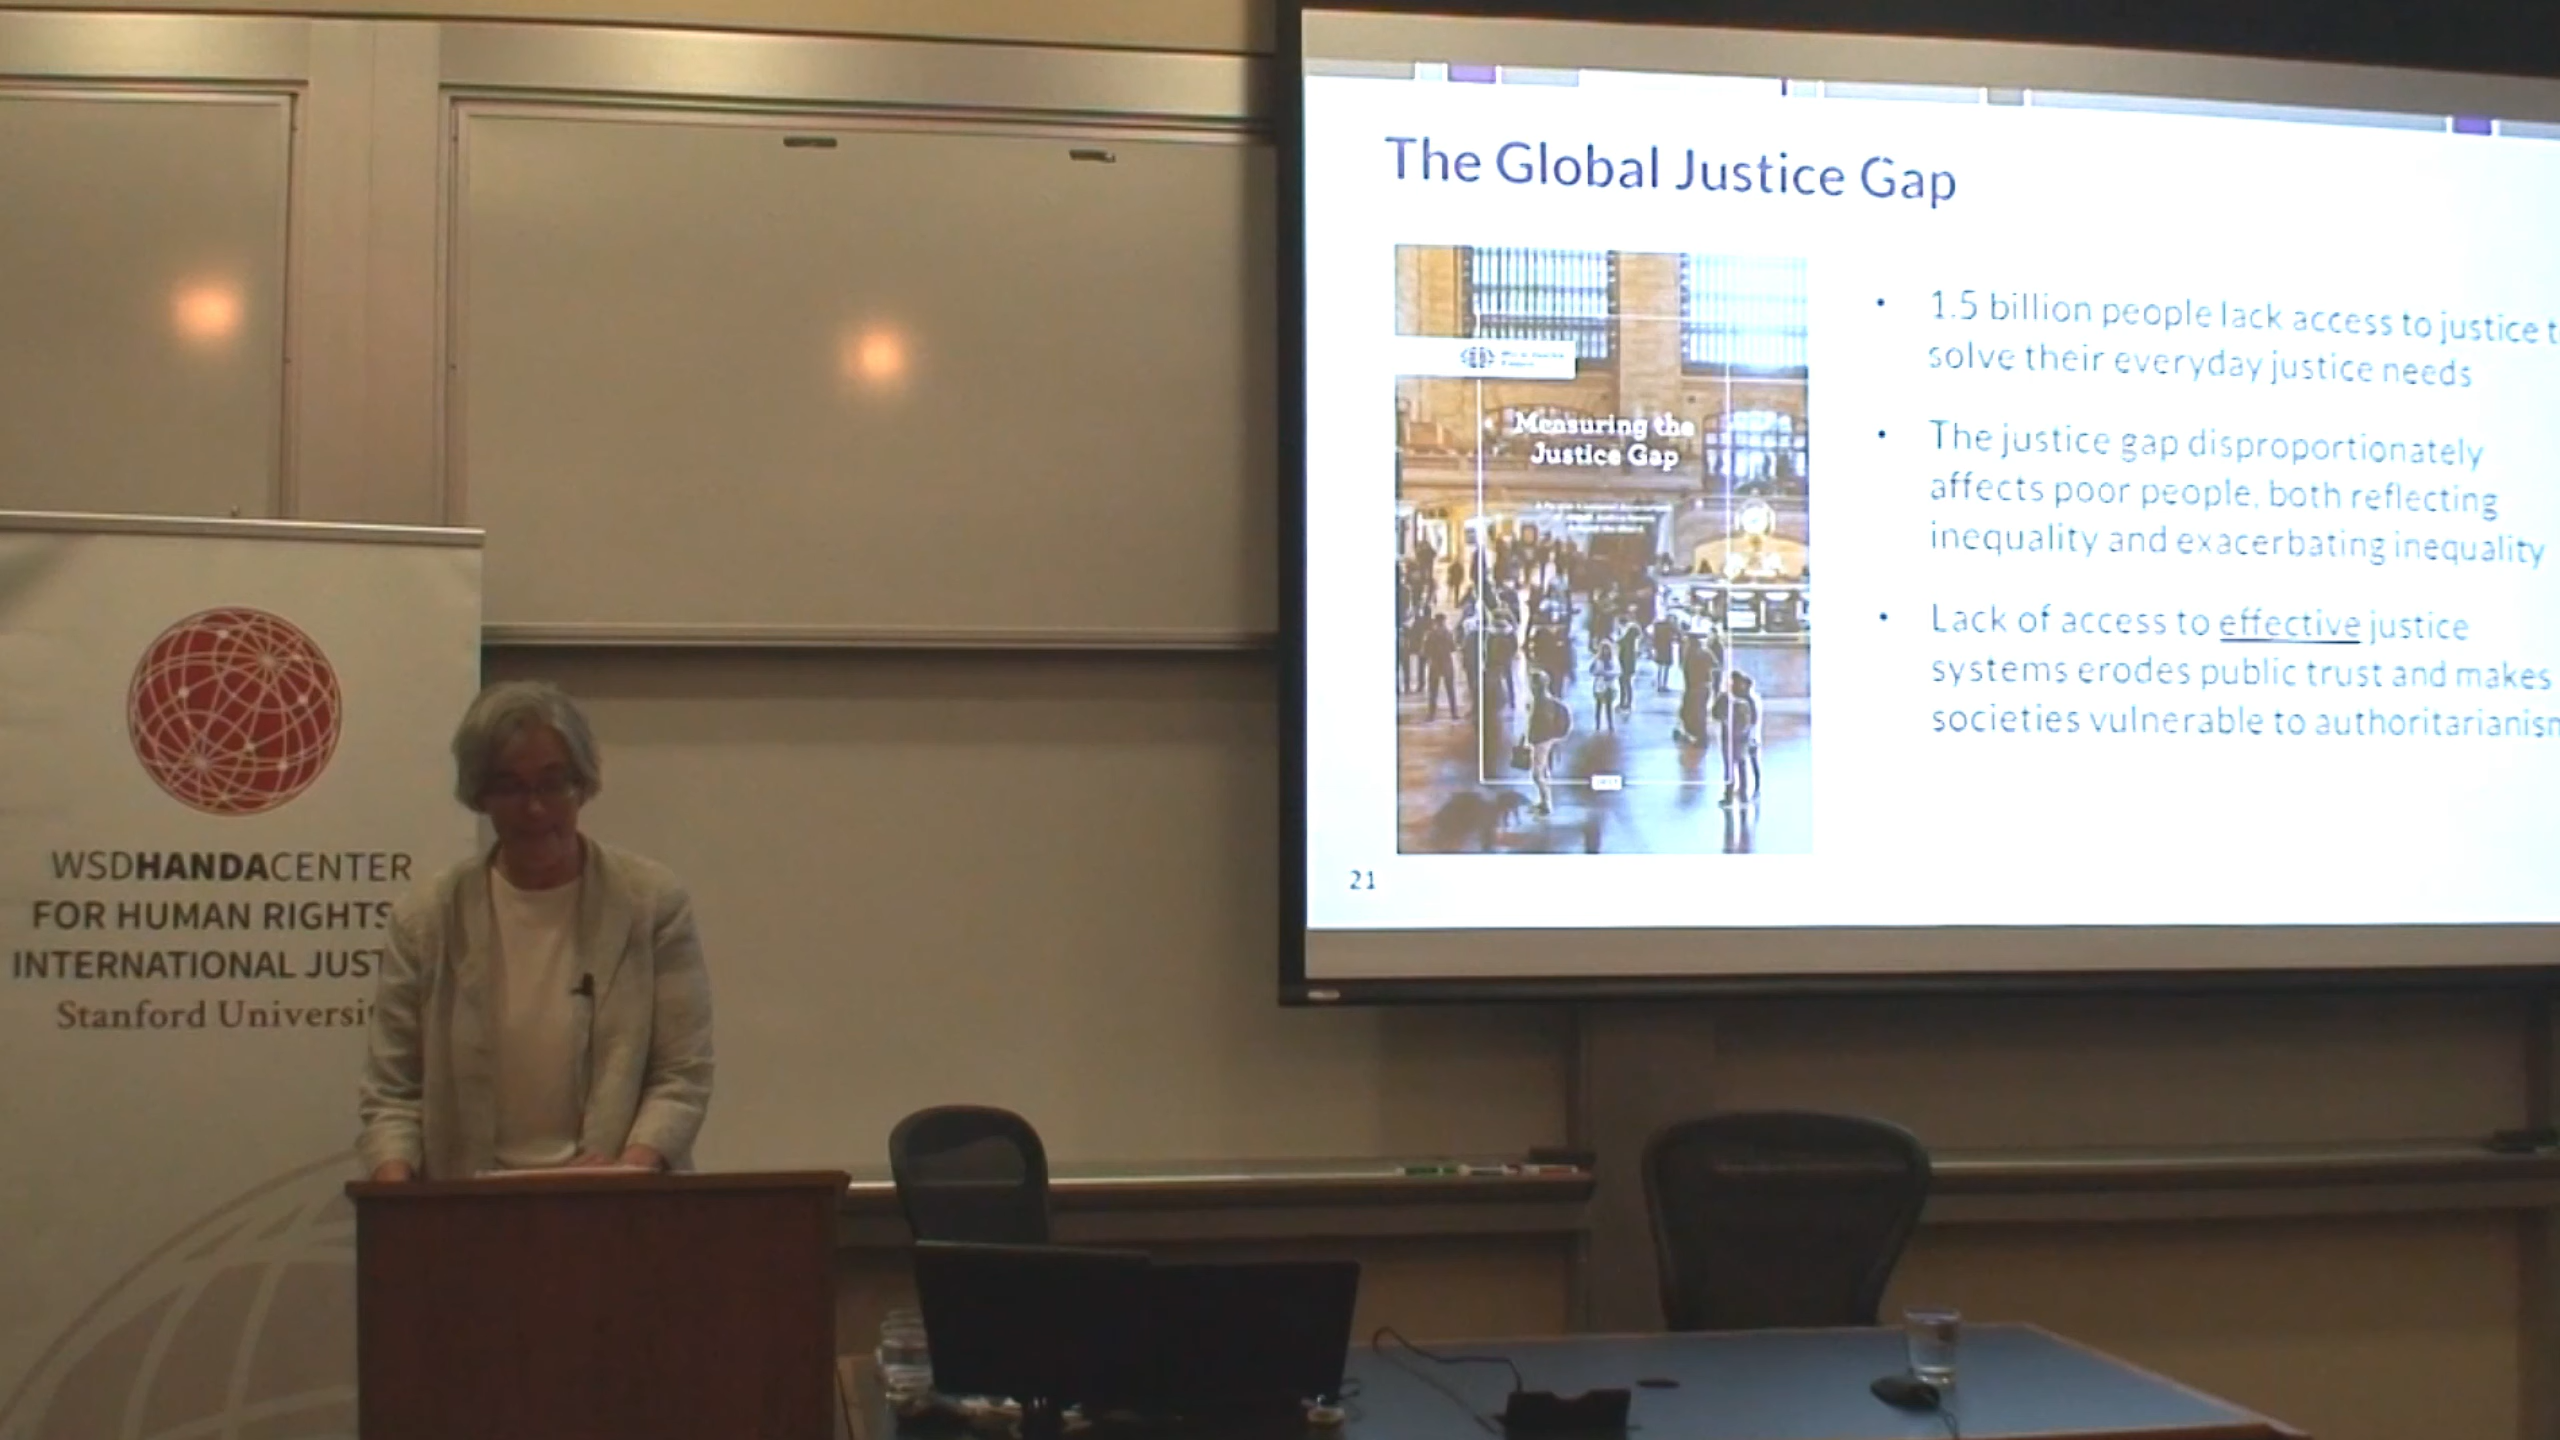 The Global Justice Gap
Measuring the
Justice Gap
1.5 billion people lack access to justice t
solve their everyday justice needs
The justice gap disproportionately
affects poor people, both reflecting
inequality and exacerbating inequality
Lack of access to effective justice
systems erodes public trust and makes
societies vulnerable to authoritarianism
21
WSDHANDACENTER
FOR HUMAN RIGHTS
INTERNATIONAL JUST
Stanford Universit